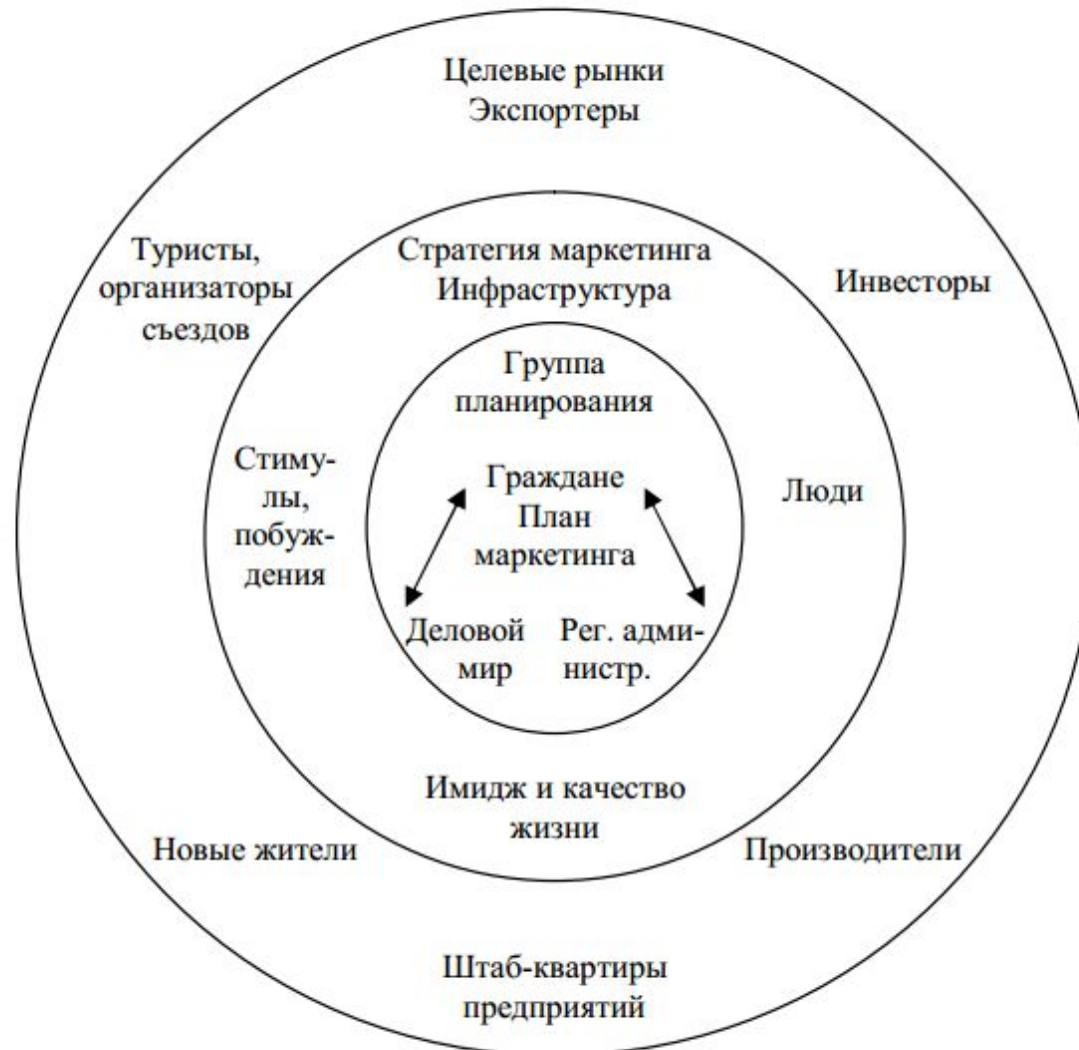 Целевые рынки
Экспортеры
Туристы,
организаторы
съездов
Стратегия маркетинга
Инфраструктура
Инвесторы
Группа
планирования
Стиму-
лы,
побуж-
дения
Граждане
План
маркетинга
Люди
Деловой
мир
Рег. адми-
нистр.
Имидж и качество
жизни
Новые жители
Производители
Штаб-квартиры
предприятий